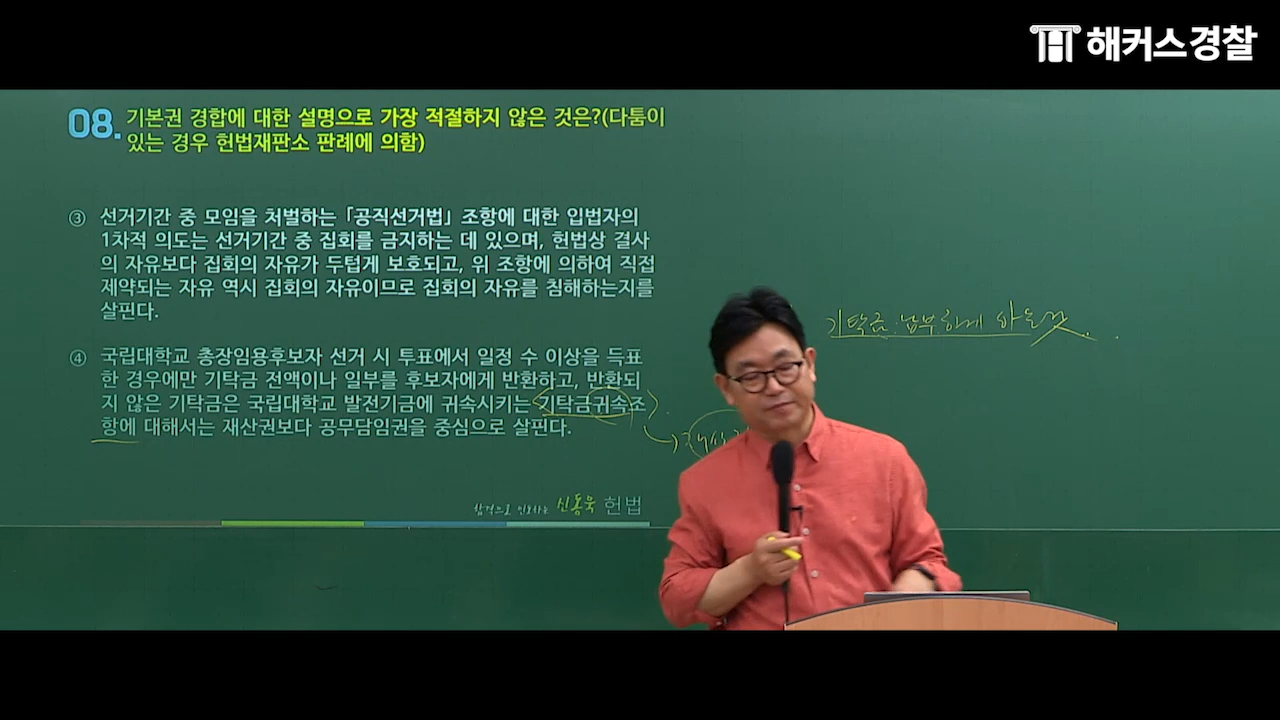 해커스경찰
08. 기본권 경합에 대한 설명으로 가장 적절하지 않은 것은?(다툼이
있는 경우 헌법재판소 판례에 의함)
③ 선거기간 중 모임을 처벌하는 「공직선거법」 조항에 대한 입법자의
1차적 의도는 선거기간 중 집회를 금지하는 데 있으며, 헌법상 결사
의 자유보다 집회의 자유가 두텁게 보호되고, 위 조항에 의하여 직접
제약되는 자유 역시 집회의 자유이므로 집회의 자유를 침해하는지를
살핀다.
기탁금 : 납부하게 하는것
④ 국립대학교 총장임용후보자 선거 시 투표에서 일정 수 이상을 득표
한 경우에만 기탁금 전액이나 일부를 후보자에게 반환하고, 반환되
지 않은 기탁금은 국립대학교 발전기금에 귀속시키는 기탁금귀속조
항에 대해서는 재산권보다 공무담임권을 중심으로 살핀다.
신동욱 헌법